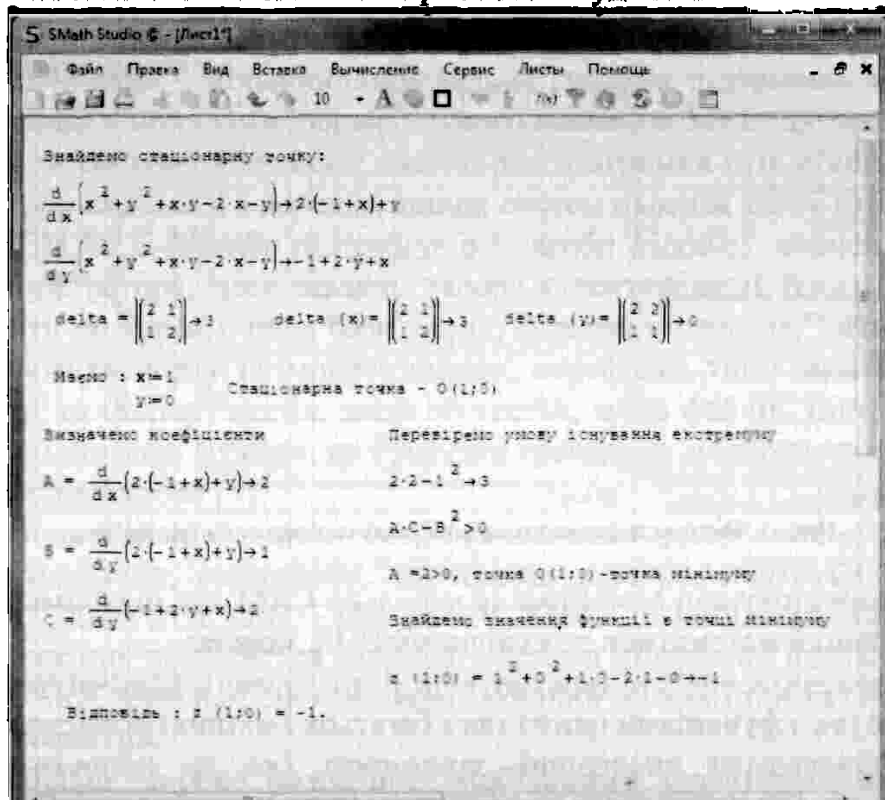 SMath Studio © - [Лист1*]
Файл Правка Вид Вставка Вычисление Сервис Листы Помощь
10
Знайдемо стаціонарну точку:
d/dx(x^2+y^2+x·y-2·x-y)→2·(-1+x)+y
d/dy(x^2+y^2+x·y-2·x-y)→-1+2·y+x
delta = |(2 1; 1 2)|→3 delta (x)= |(2 1; 1 2)|→3 delta (y)= |(2 2; 1 1)|→0
Маємо : x≔1
y≔0 Стаціонарна точка - O(1;0)
Визначемо коефіцієнти Перевіремо умову існування екстремуму
A = d/dx(2·(-1+x)+y)→2 2·2-1^2→3
A·C-B^2>0
B = d/dy(2·(-1+x)+y)→1
A =2>0, точка O(1;0)-точка мінімуму
C = d/dy(-1+2·y+x)→2 Знайдемо значення функції в точці мінімуму
z (1;0) = 1^2+0^2+1·0-2·1-0→-1
Відповідь : z (1;0) = -1.